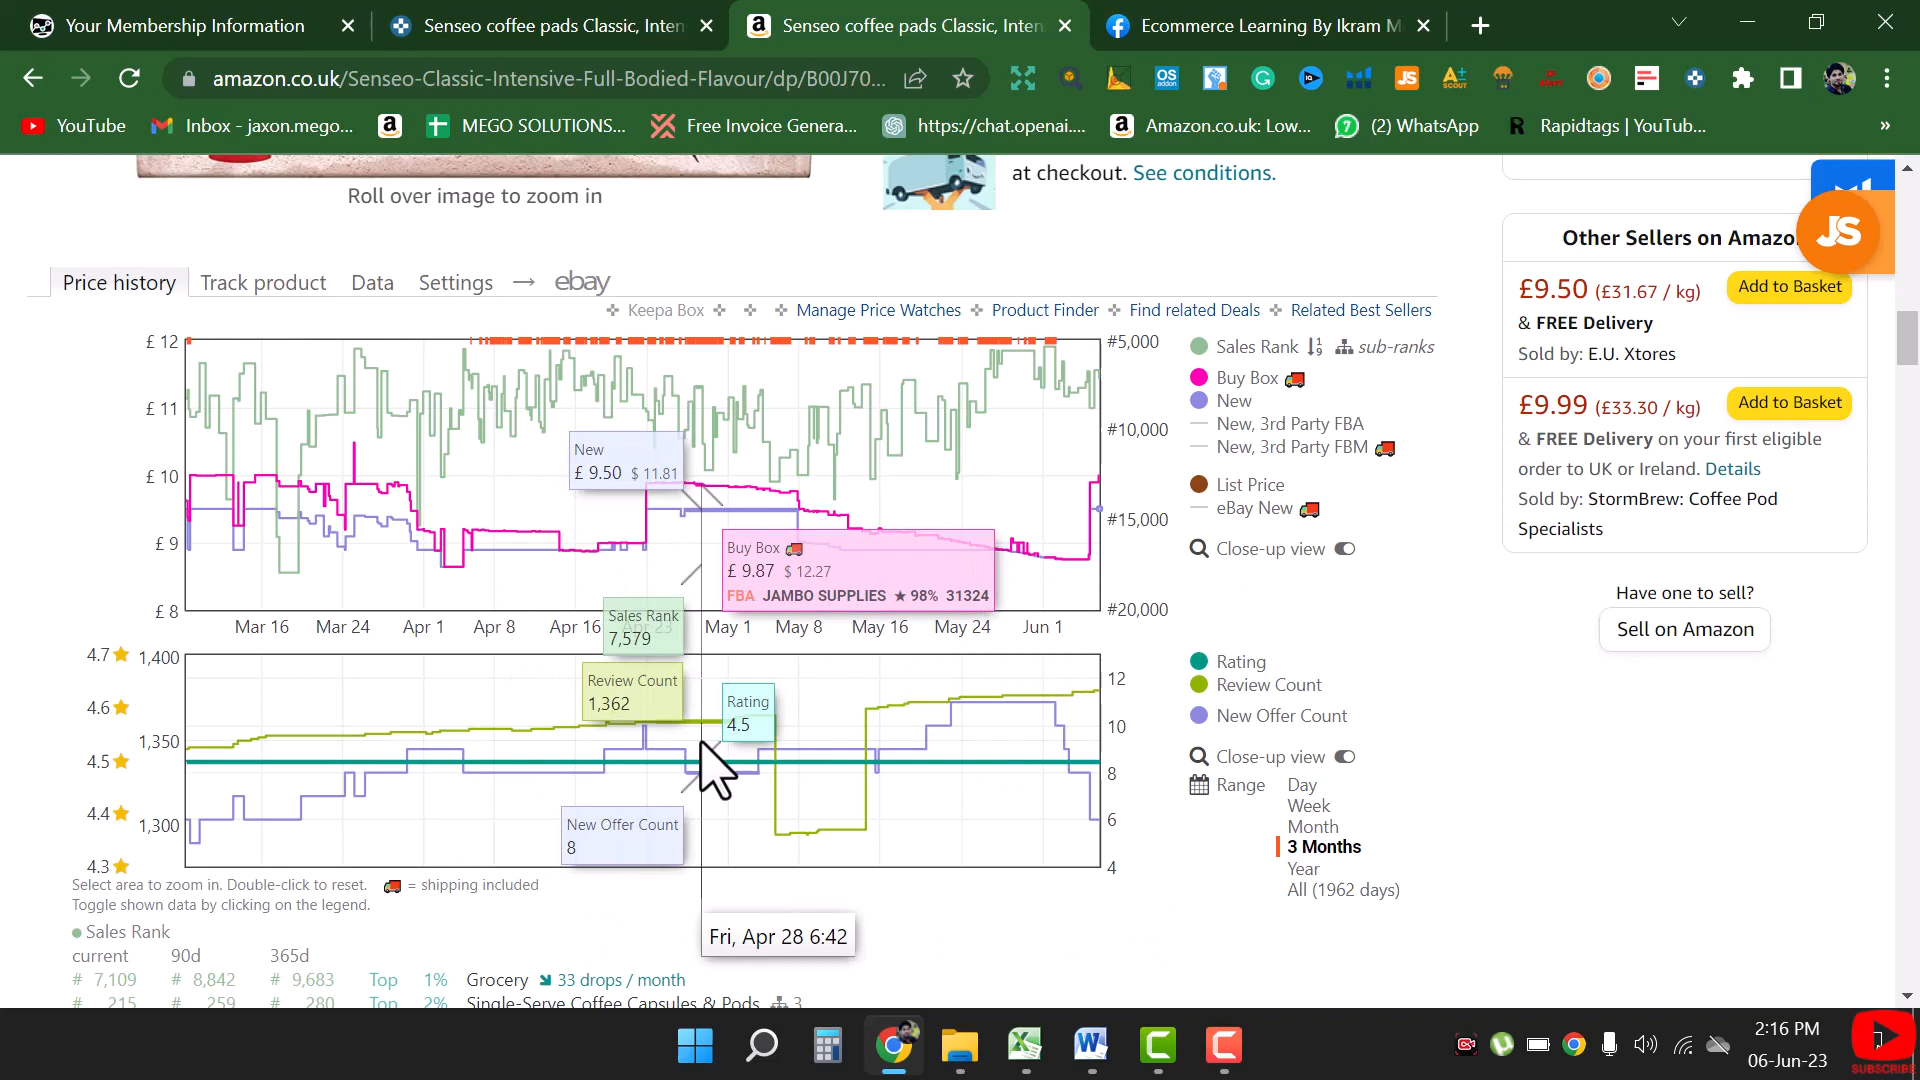 Your Membership Information
Senseo coffee pads Classic, Inten
Senseo coffee pads Classic, Inten
Ecommerce Learning By Ikram M
amazon.co.uk/Senseo-Classic-Intensive-Full-Bodied-Flavour/dp/B00J70...
YouTube
Inbox - jaxon.mego...
MEGO SOLUTIONS...
Free Invoice Genera...
https://chat.openai....
Amazon.co.uk: Low...
(2) WhatsApp
Rapidtags | YouTub...
»
Roll over image to zoom in
at checkout. See conditions.
JS
Other Sellers on Amazo
£9.50 (£31.67 / kg)
Add to Basket
& FREE Delivery
Sold by: E.U. Xtores
£9.99 (£33.30 / kg)
Add to Basket
& FREE Delivery on your first eligible
order to UK or Ireland. Details
Sold by: StormBrew: Coffee Pod
Specialists
Have one to sell?
Sell on Amazon
Price history
Track product
Data
Settings
→
ebay
Keepa Box
Manage Price Watches
Product Finder
Find related Deals
Related Best Sellers
£ 12
£ 11
£ 10
£ 9
£ 8
#5,000
#10,000
#15,000
#20,000
Sales Rank
sub-ranks
Buy Box
New
New, 3rd Party FBA
New, 3rd Party FBM
List Price
eBay New
Close-up view
New
£ 9.50 $ 11.81
Buy Box
£ 9.87 $ 12.27
FBA JAMBO SUPPLIES ★ 98% 31324
Sales Rank
7,579
Mar 16
Mar 24
Apr 1
Apr 8
Apr 16
Apr 23
May 1
May 8
May 16
May 24
Jun 1
4.7
4.6
4.5
4.4
4.3
1,400
1,350
1,300
Review Count
1,362
Rating
4.5
New Offer Count
8
12
10
8
6
4
Rating
Review Count
New Offer Count
Close-up view
Range
Day
Week
Month
3 Months
Year
All (1962 days)
Select area to zoom in. Double-click to reset.
= shipping included
Toggle shown data by clicking on the legend.
Fri, Apr 28 6:42
Sales Rank
current 90d 365d
# 7,109 # 8,842 # 9,683 Top 1% Grocery 33 drops / month
# 215 # 259 # 280 Top 2% Single-Serve Coffee Capsules & Pods 3
2:16 PM
06-Jun-23
SUBSCRIBE